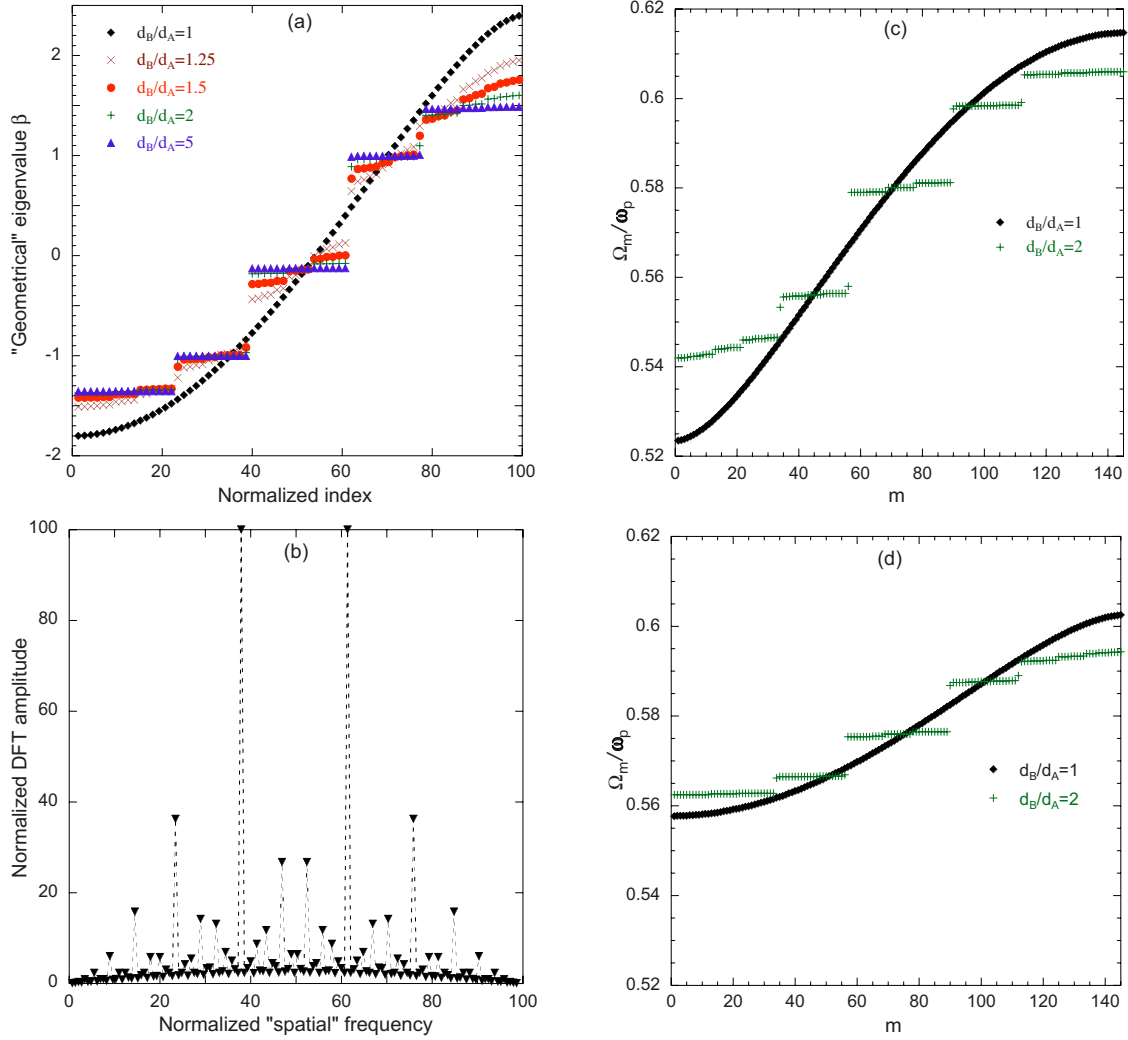 (a)
d_B/d_A=1
d_B/d_A=1.25
d_B/d_A=1.5
d_B/d_A=2
d_B/d_A=5
2
1
0
-1
-2
"Geometrical" eigenvalue β
0 20 40 60 80 100
Normalized index
(c)
0.62
0.6
0.58
0.56
0.54
0.52
Ω_m/ω_p
d_B/d_A=1
d_B/d_A=2
0 20 40 60 80 100 120 140
m
(b)
100
80
60
40
20
0
Normalized DFT amplitude
0 20 40 60 80 100
Normalized "spatial" frequency
(d)
0.62
0.6
0.58
0.56
0.54
0.52
Ω_m/ω_p
d_B/d_A=1
d_B/d_A=2
0 20 40 60 80 100 120 140
m